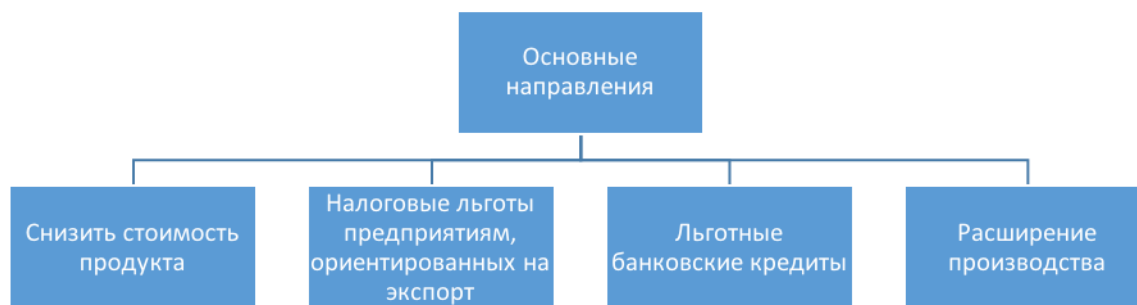 Основные
направления
Снизить стоимость
продукта
Налоговые льготы
предприятиям,
ориентированных на
экспорт
Льготные
банковские кредиты
Расширение
производства